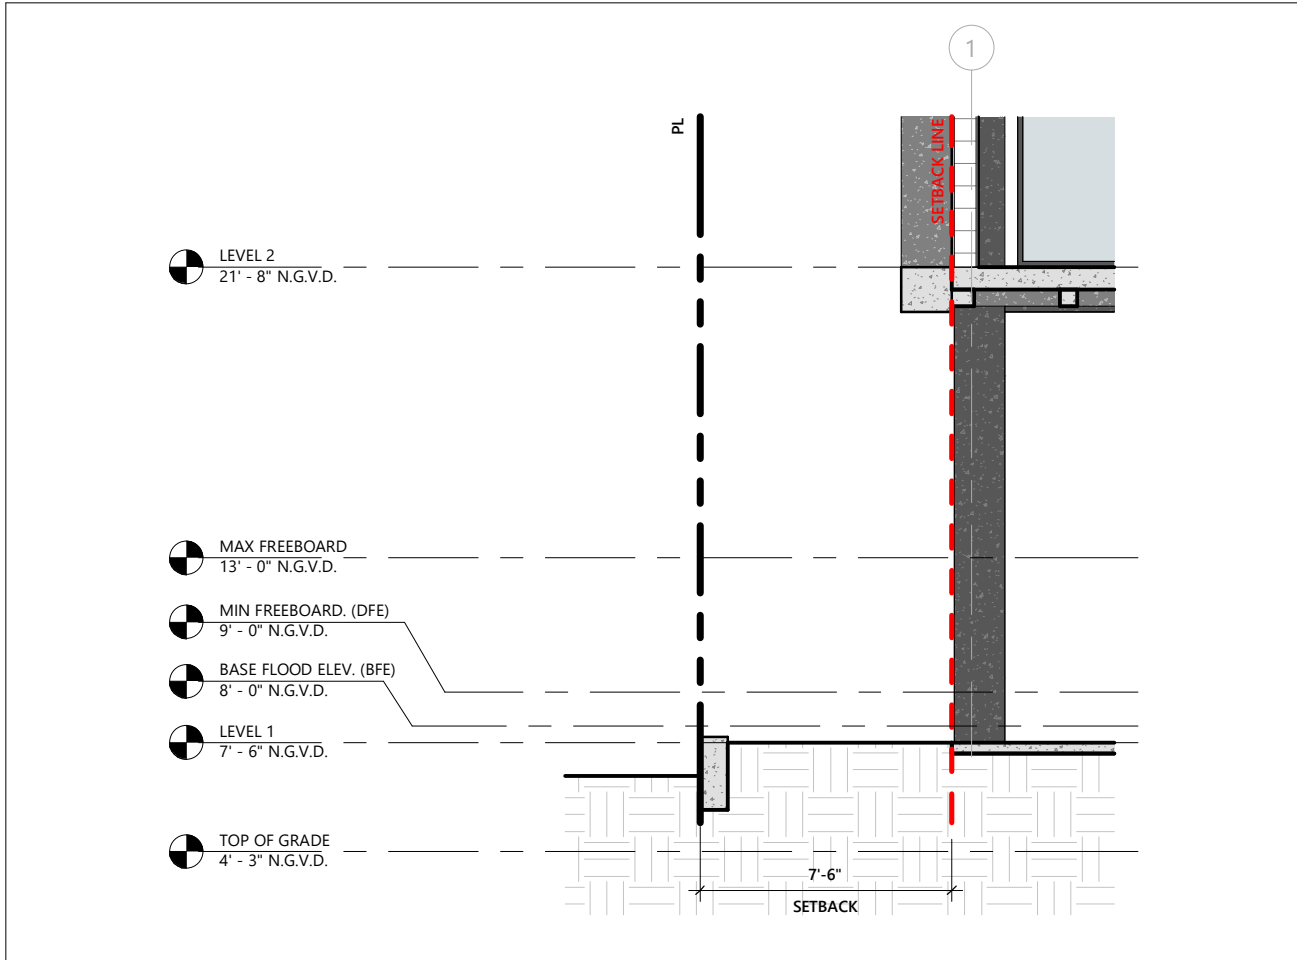 1
PL
SETBACK LINE
LEVEL 2
21' - 8" N.G.V.D.
MAX FREEBOARD
13' - 0" N.G.V.D.
MIN FREEBOARD. (DFE)
9' - 0" N.G.V.D.
BASE FLOOD ELEV. (BFE)
8' - 0" N.G.V.D.
LEVEL 1
7' - 6" N.G.V.D.
TOP OF GRADE
4' - 3" N.G.V.D.
7'-6"
SETBACK